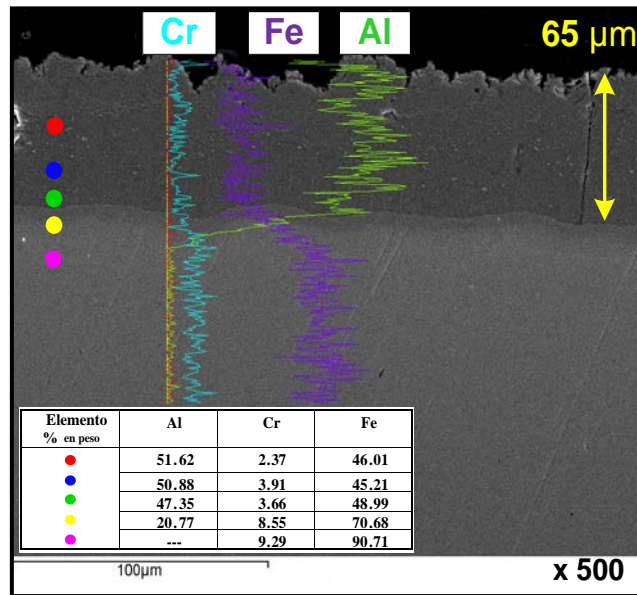 Cr Fe Al 65 µm
Elemento % en peso Al Cr Fe
51.62 2.37 46.01
50.88 3.91 45.21
47.35 3.66 48.99
20.77 8.55 70.68
--- 9.29 90.71
100µm x 500